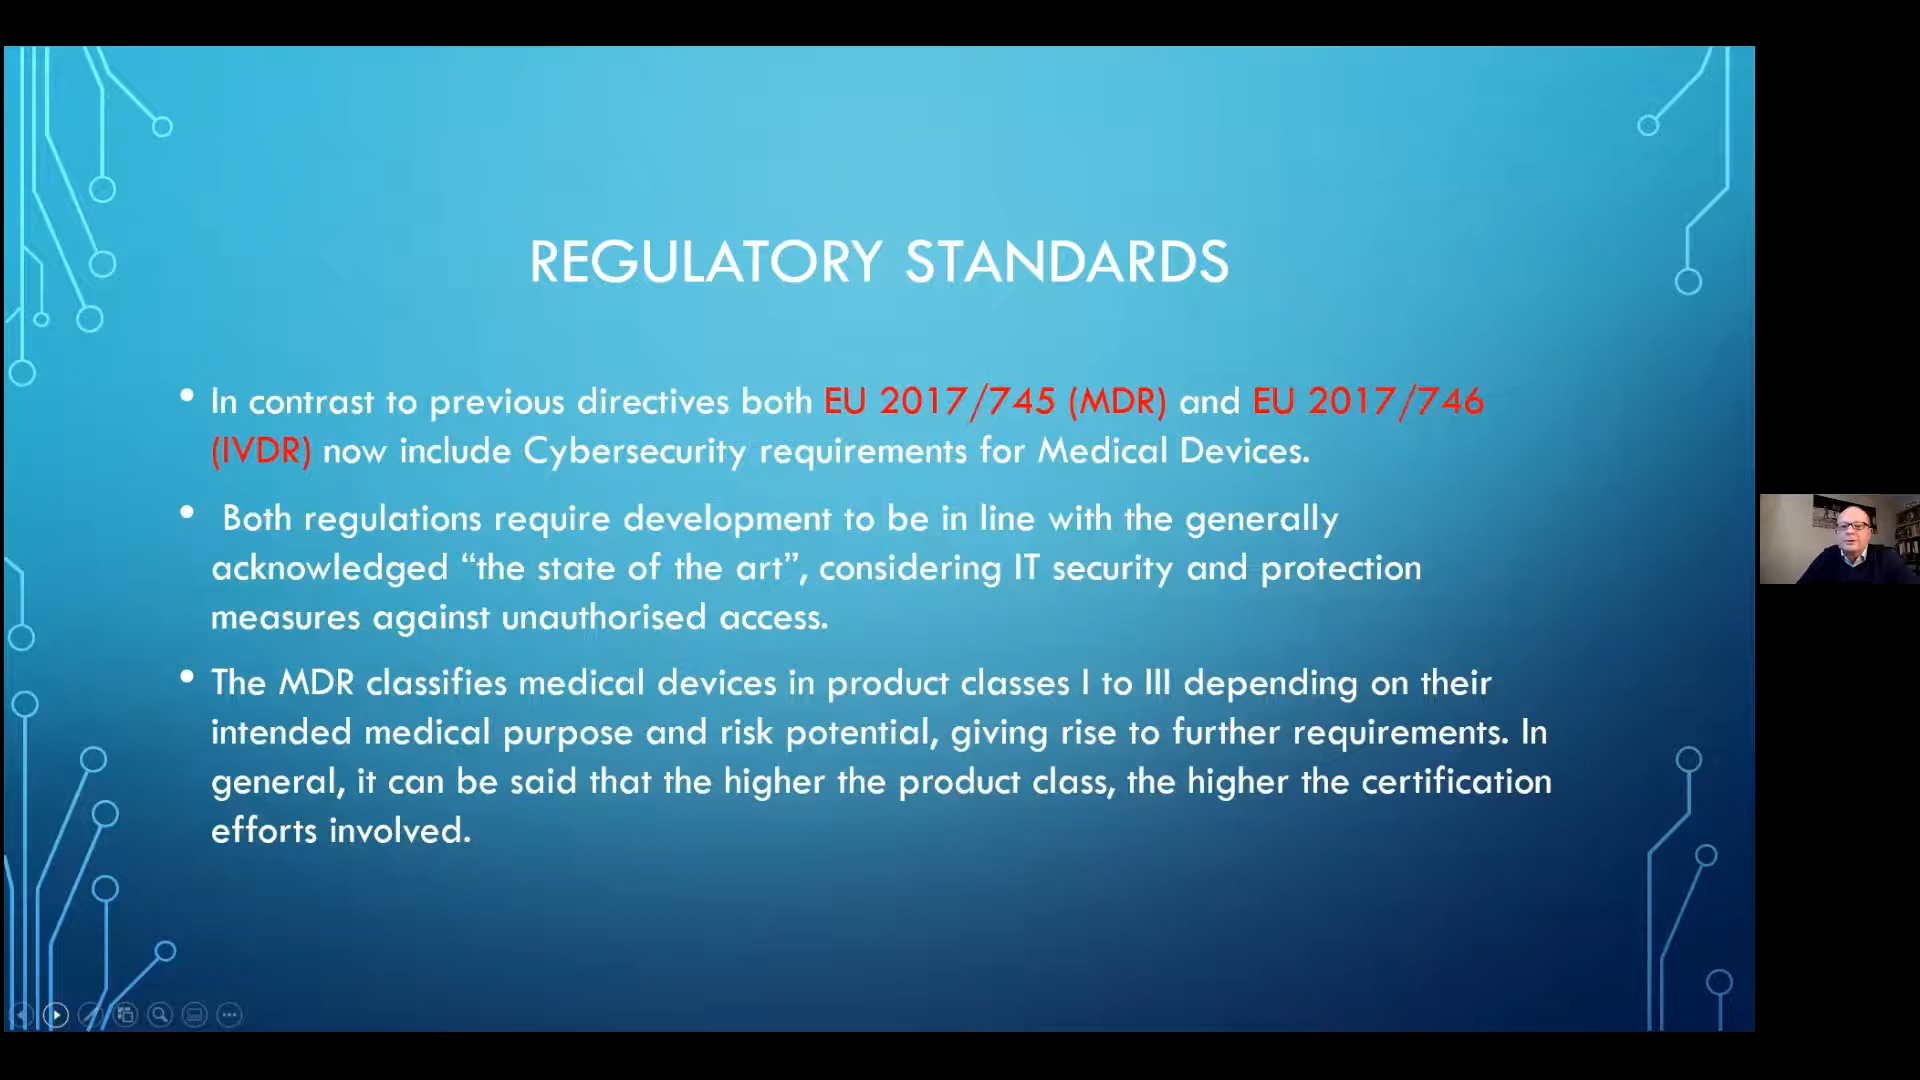 REGULATORY STANDARDS
• In contrast to previous directives both EU 2017/745 (MDR) and EU 2017/746
(IVDR) now include Cybersecurity requirements for Medical Devices.
• Both regulations require development to be in line with the generally
acknowledged “the state of the art”, considering IT security and protection
measures against unauthorised access.
• The MDR classifies medical devices in product classes I to III depending on their
intended medical purpose and risk potential, giving rise to further requirements. In
general, it can be said that the higher the product class, the higher the certification
efforts involved.